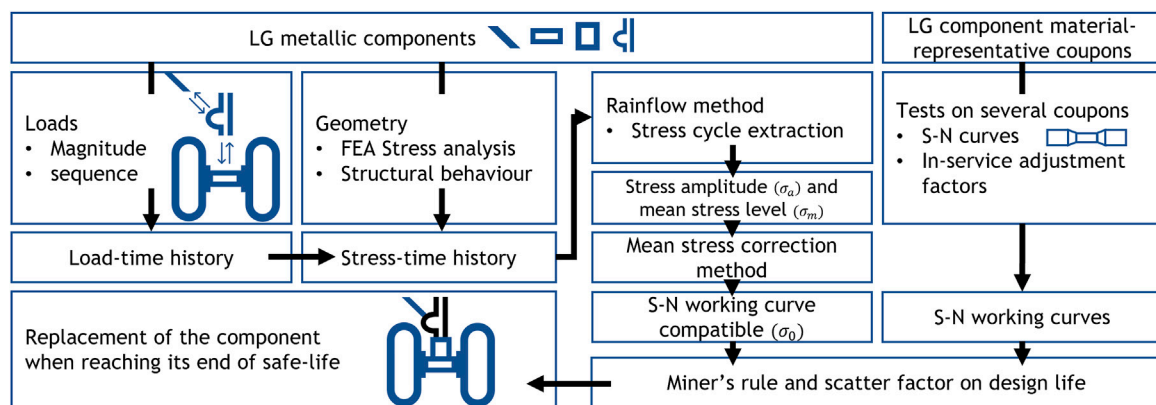 LG metallic components
LG component material-
representative coupons
Loads
• Magnitude
• sequence
Geometry
• FEA Stress analysis
• Structural behaviour
Rainflow method
• Stress cycle extraction
Tests on several coupons
• S-N curves
• In-service adjustment
factors
Stress amplitude (σₐ) and
mean stress level (σₘ)
Load-time history
Stress-time history
Mean stress correction
method
Replacement of the component
when reaching its end of safe-life
S-N working curve
compatible (σ₀)
S-N working curves
Miner's rule and scatter factor on design life